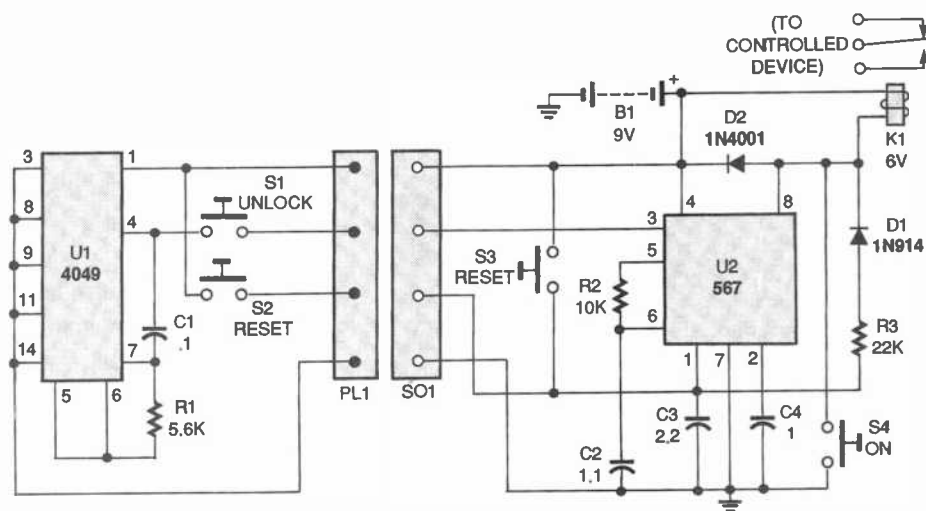 (TO
CONTROLLED
DEVICE)
+
B1
9V
D2
1N4001
K1
6V
3
1
8
4
9
U1
4049
11
14
7
5
6
S1
UNLOCK
S2
RESET
C1
.1
R1
5.6K
PL1
SO1
S3
RESET
3
4
8
5
6
U2
567
1
7
2
R2
10K
D1
1N914
R3
22K
C2
1.1
C3
2.2
C4
1
S4
ON